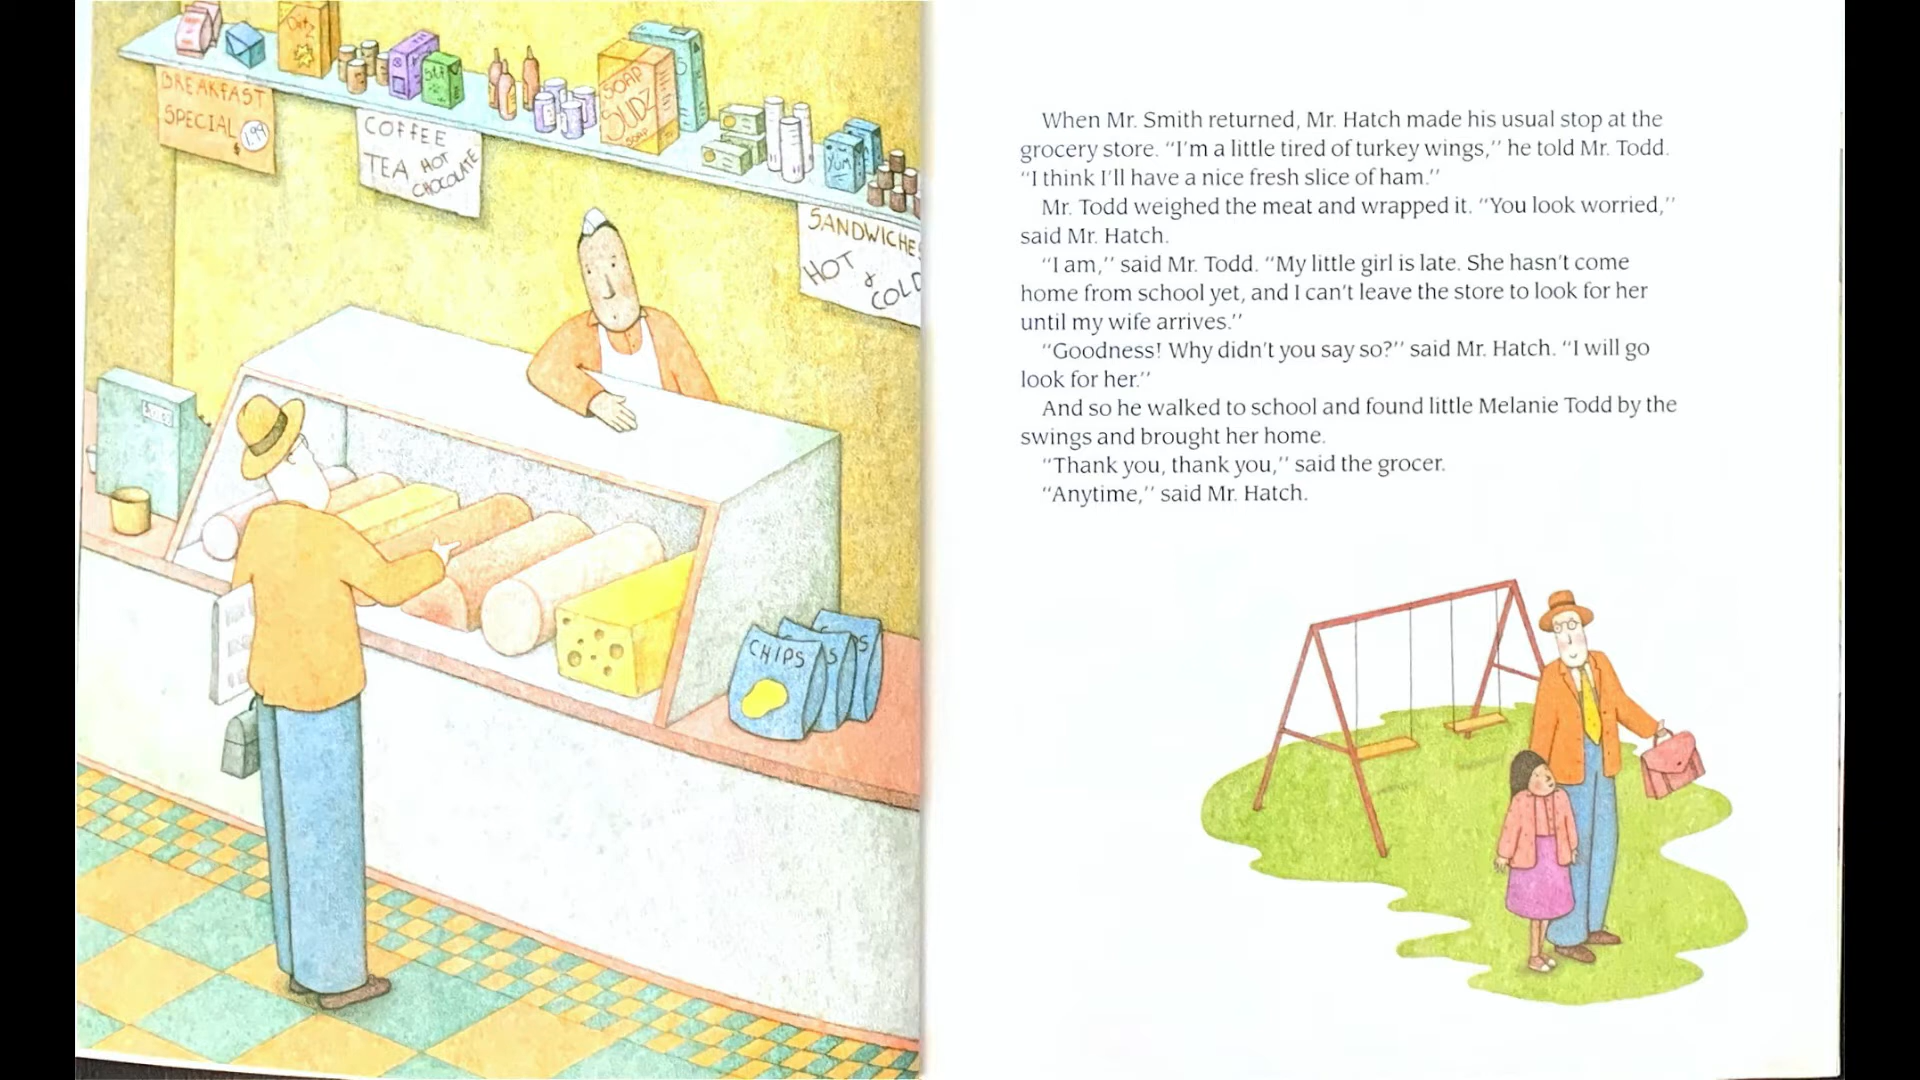 Oatz
BREAKFAST
SPECIAL
$1.99
COFFEE
TEA HOT
CHOCOLATE
SOAP
SUDZ
SOAP
S
YUM
SANDWICHES
HOT
&
COLD
CHIPS
S
S
When Mr. Smith returned, Mr. Hatch made his usual stop at the
grocery store. “I'm a little tired of turkey wings,” he told Mr. Todd.
“I think I'll have a nice fresh slice of ham.”
Mr. Todd weighed the meat and wrapped it. “You look worried,”
said Mr. Hatch.
“I am,” said Mr. Todd. “My little girl is late. She hasn't come
home from school yet, and I can't leave the store to look for her
until my wife arrives.”
“Goodness! Why didn't you say so?” said Mr. Hatch. “I will go
look for her.”
And so he walked to school and found little Melanie Todd by the
swings and brought her home.
“Thank you, thank you,” said the grocer.
“Anytime,” said Mr. Hatch.